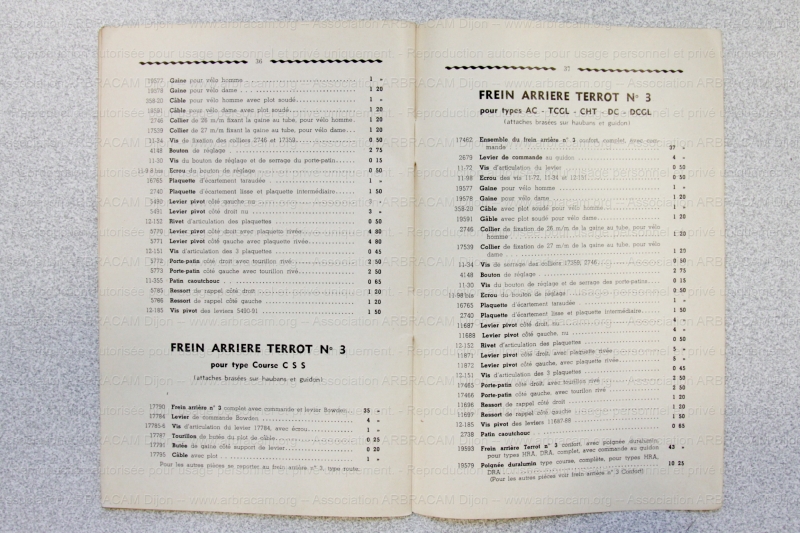 36
19577 Gaine pour vélo homme 1 »
19578 Gaine pour vélo dame 1 20
358-20 Câble pour vélo homme avec plot soudé 1 »
19591 Câble pour vélo dame avec plot soudé 1 20
2746 Collier de 26 m/m fixant la gaine au tube, pour vélo homme. 1 20
17539 Collier de 27 m/m fixant la gaine au tube, pour vélo dame. 1 20
11-34 Vis de fixation des colliers 2746 et 17359 0 50
4148 Bouton de réglage 2 75
11-30 Vis du bouton de réglage et de serrage du porte-patin. 0 15
11-98 bis Ecrou du bouton de réglage 0 50
16765 Plaquette d'écartement taraudée 1 »
2740 Plaquette d'écartement lisse et plaquette intermédiaire 1 50
5490 Levier pivot côté gauche nu 3 »
5491 Levier pivot côté droit nu 3 »
12-152 Rivet d'articulation des plaquettes 0 50
5770 Levier pivot côté droit avec plaquette rivée 4 80
5771 Levier pivot côté gauche avec plaquette rivée 4 80
12-151 Vis d'articulation des 3 plaquettes 0 65
5772 Porte-patin côté droit avec tourillon rivé 2 50
5773 Porte-patin côté gauche avec tourillon rivé 2 50
11-355 Patin caoutchouc 0 65
5785 Ressort de rappel côté droit 1 20
5786 Ressort de rappel côté gauche 1 20
12-185 Vis pivot des leviers 5490-91 1 50
FREIN ARRIERE TERROT N° 3
pour type Course C S S
(attaches brasées sur haubans et guidon)
17790 Frein arrière n° 3 complet avec commande et levier Bowden 35 »
17784 Levier de commande Bowden 4 »
17785-6 Vis d'articulation du levier 17784, avec écrou 1 »
17787 Tourillon de butée du plot de câble 0 25
17791 Butée de gaine côté support de levier 0 20
17795 Câble avec plot 1 »
Pour les autres pièces se reporter au frein arrière n° 3, type route.
37
FREIN ARRIERE TERROT N° 3
pour types AC - TCGL - CHT - DC - DCGL
(attaches brasées sur haubans et guidon)
17462 Ensemble du frein arrière n° 3 confort, complet, avec com-
mande 37 »
2679 Levier de commande au guidon 4 »
11-72 Vis d'articulation du levier 0 50
11-98 Ecrou des vis 11-72, 11-34 et 12-151 0 50
19577 Gaine pour vélo homme 1 »
19578 Gaine pour vélo dame 1 20
358-20 Câble avec plot soudé pour vélo homme 1 »
19591 Câble avec plot soudé pour vélo dame 1 20
2746 Collier de fixation de 26 m/m de la gaine au tube, pour vélo
homme 1 20
17539 Collier de fixation de 27 m/m de la gaine au tube, pour vélo
dame 1 25
11-34 Vis de serrage des colliers 17359, 2746 0 50
4148 Bouton de réglage 2 75
11-30 Vis du bouton de réglage et de serrage des porte-patins 0 15
11-98 bis Ecrou du bouton de réglage 0 50
16765 Plaquette d'écartement taraudée 1 »
2740 Plaquette d'écartement lisse et plaquette intermédiaire 1 50
11687 Levier pivot côté droit, nu 4 »
11688 Levier pivot côté gauche, nu 4 »
12-152 Rivet d'articulation des plaquettes 0 50
11871 Levier pivot côté droit, avec plaquette rivée 5 »
11872 Levier pivot côté gauche, avec plaquette rivée 5 »
12-151 Vis d'articulation des 3 plaquettes 0 45
17465 Porte-patin côté droit, avec tourillon rivé 2 50
17466 Porte-patin côté gauche, avec tourillon rivé 2 50
11696 Ressort de rappel côté droit 1 20
11697 Ressort de rappel côté gauche 1 20
12-185 Vis pivot des leviers 11687-88 1 50
2738 Patin caoutchouc 0 65
19593 Frein arrière Terrot n° 3 confort, avec poignée duralumin,
pour types HRA, DRA, complet, avec commande au guidon 43 »
19579 Poignée duralumin type course, complète, pour types HRA,
DRA 10 25
(Pour les autres pièces voir frein arrière n° 3 Confort)